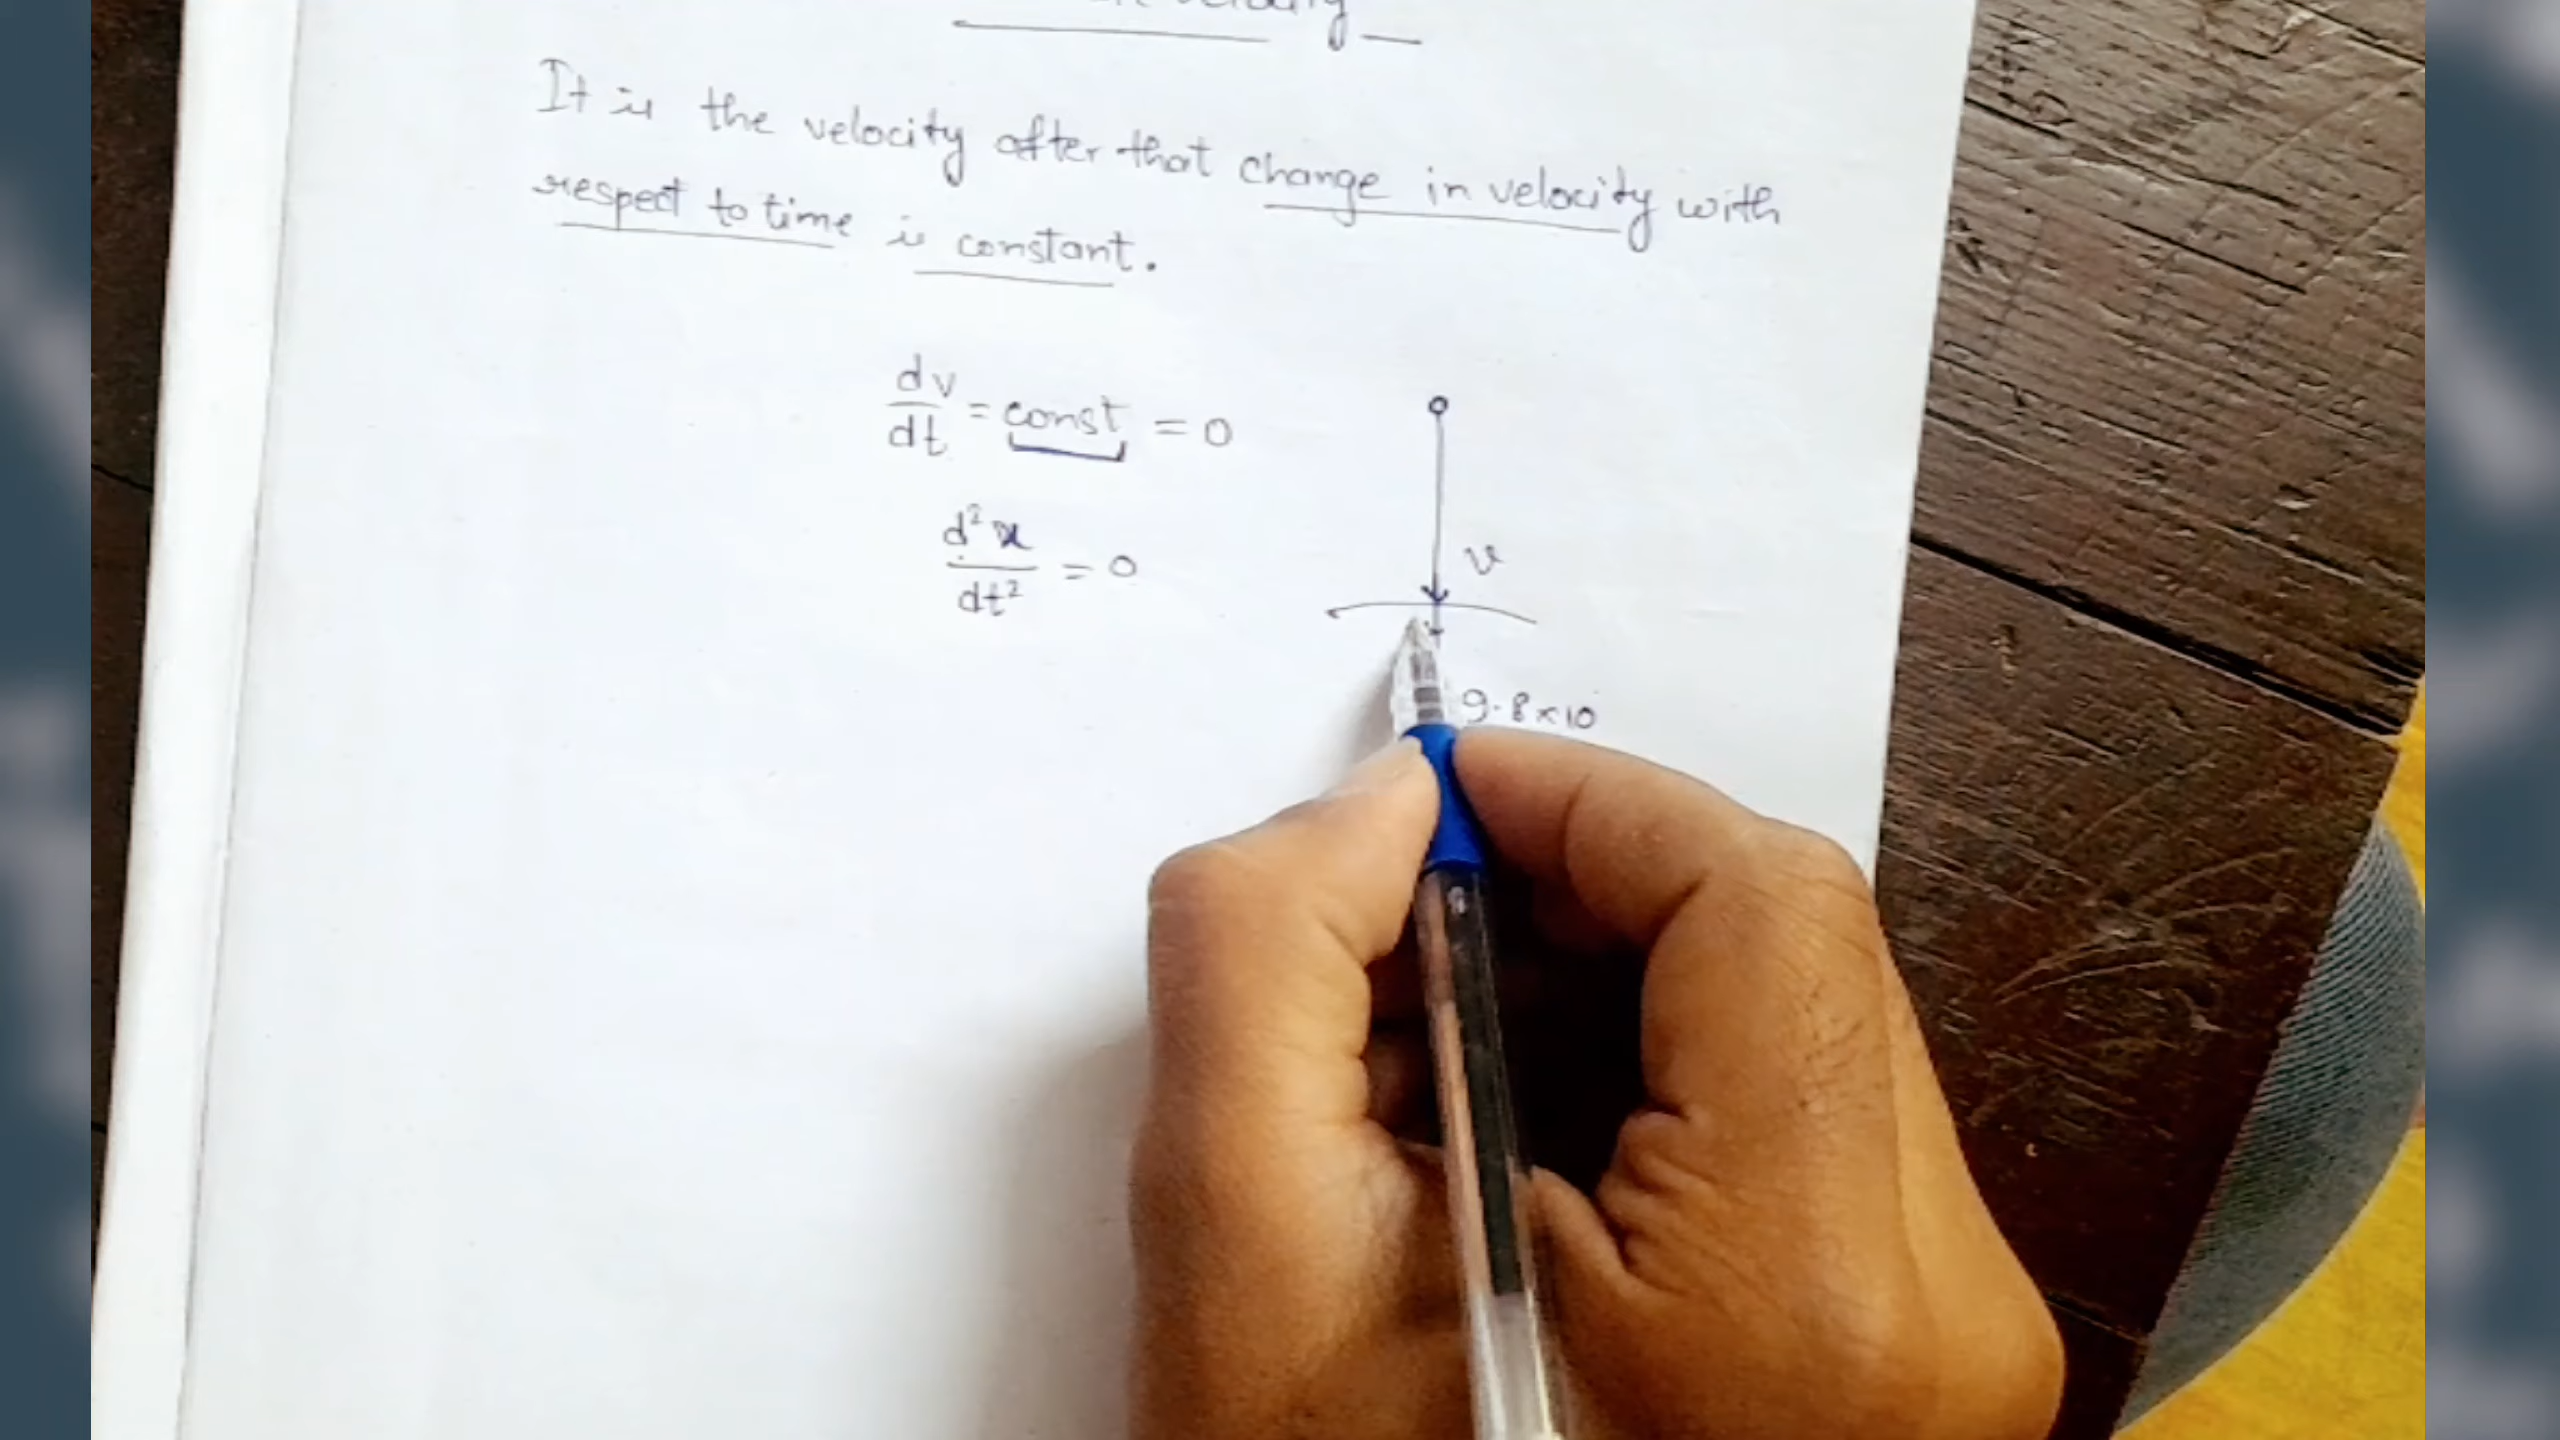 velocity
It is the velocity after that change in velocity with
respect to time is constant.
dv/dt = const = 0
d²x/dt² = 0
v
9.8×10